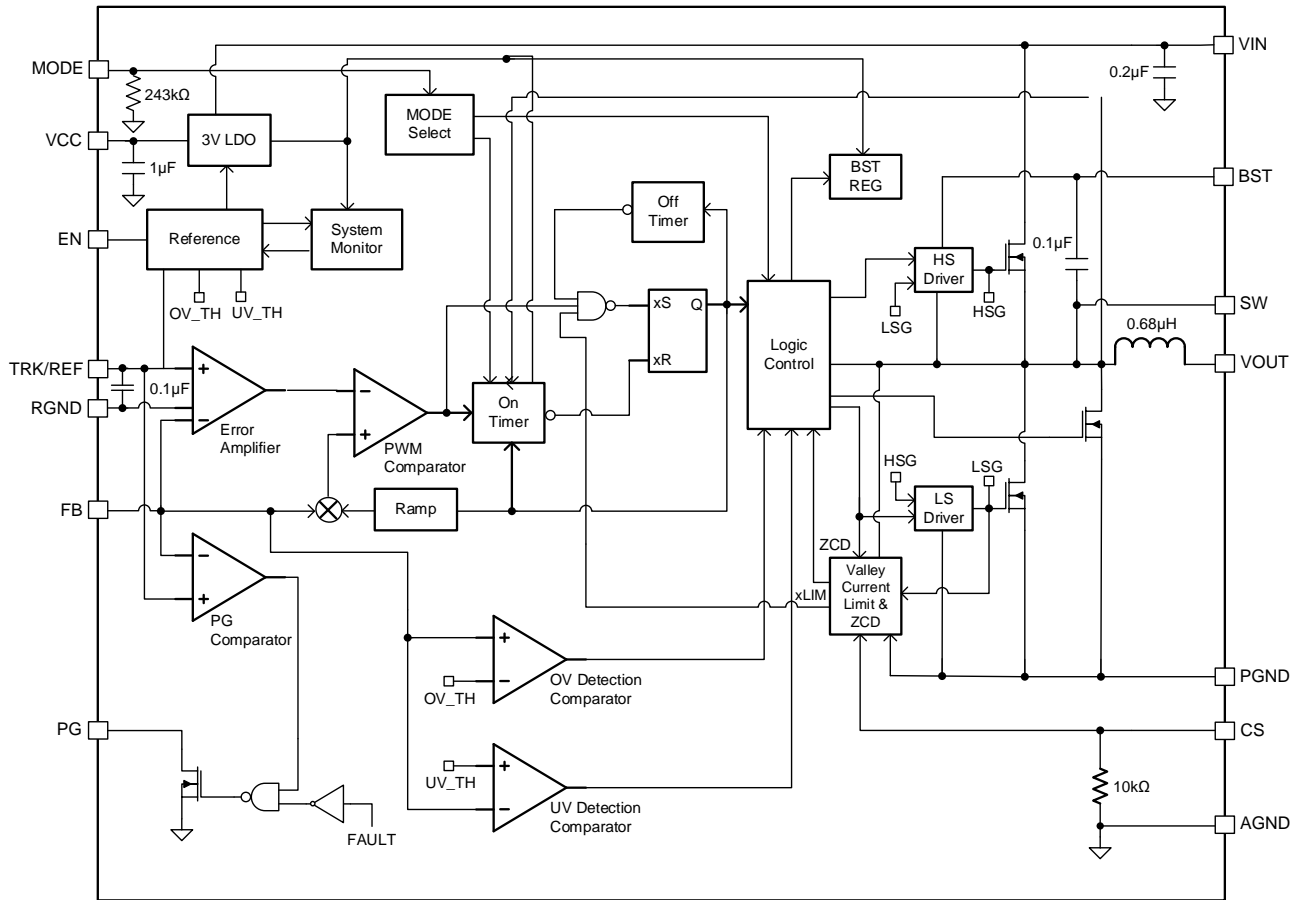 MODE
VIN
243kΩ
0.2µF
MODE
Select
VCC
3V LDO
1µF
BST
REG
BST
Off
Timer
EN
Reference
System
Monitor
0.1µF
HS
Driver
OV_TH
UV_TH
xS
Q
LSG
HSG
SW
0.68µH
Logic
Control
TRK/REF
xR
VOUT
0.1µF
On
Timer
RGND
Error
Amplifier
PWM
Comparator
HSG
LSG
FB
Ramp
LS
Driver
ZCD
Valley
Current
Limit &
ZCD
xLIM
PG
Comparator
OV_TH
OV Detection
Comparator
PGND
PG
CS
UV_TH
10kΩ
UV Detection
Comparator
FAULT
AGND